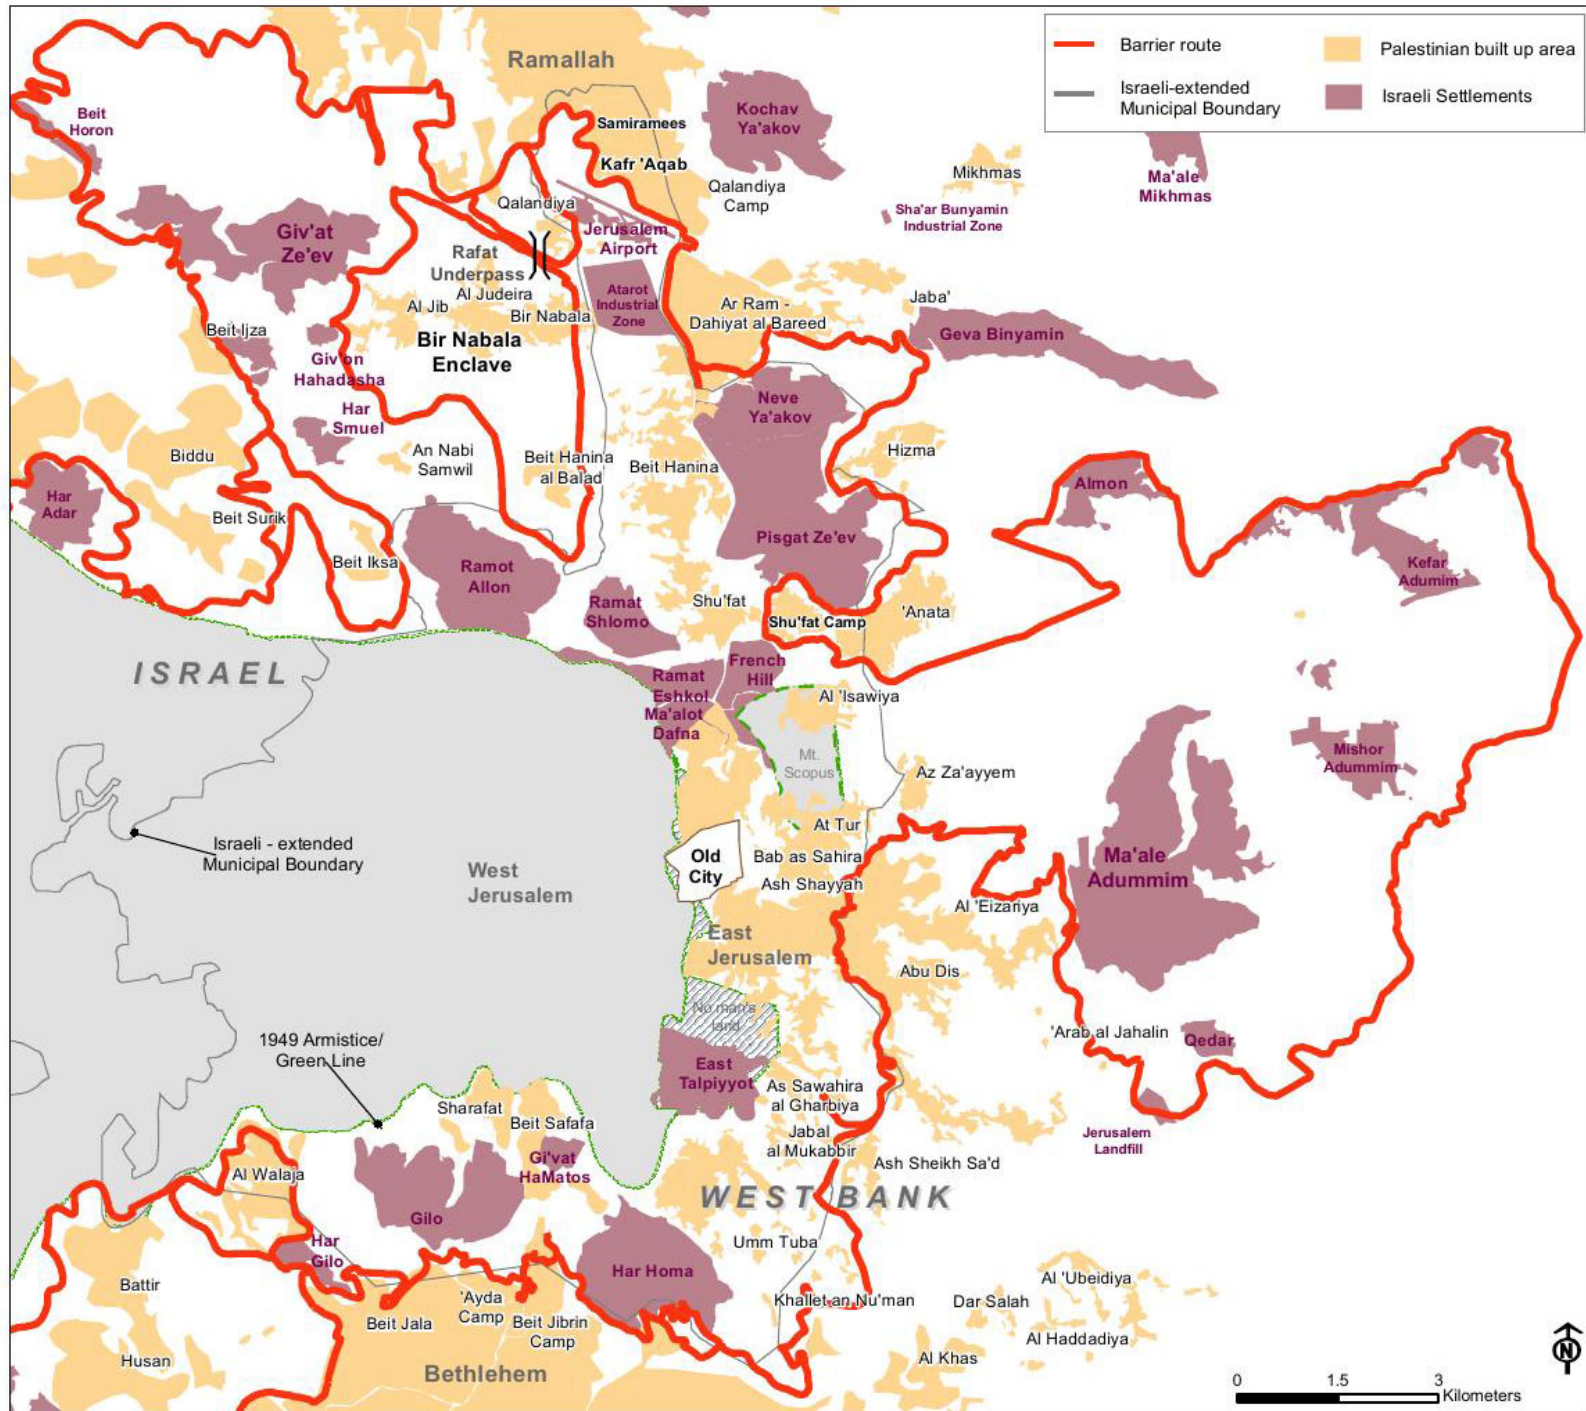 Barrier route
Israeli-extended
Municipal Boundary
Palestinian built up area
Israeli Settlements
Ramallah
Beit
Horon
Samiramees
Kafr 'Aqab
Kochav
Ya'akov
Qalandiya
Camp
Mikhmas
Ma'ale
Mikhmas
Sha'ar Bunyamin
Industrial Zone
Qalandiya
Jerusalem
Airport
Giv'at
Ze'ev
Rafat
Underpass
Al Judeira
Al Jib
Bir Nabala
Atarot
Industrial
Zone
Ar Ram -
Dahiyat al Bareed
Jaba'
Geva Binyamin
Beit Ijza
Bir Nabala
Enclave
Giv'on
Hahadasha
Har
Smuel
Neve
Ya'akov
Biddu
An Nabi
Samwil
Beit Hanina
al Balad
Beit Hanina
Hizma
Almon
Har
Adar
Beit Surik
Beit Iksa
Ramot
Allon
Pisgat Ze'ev
Kefar
Adumim
Ramat
Shlomo
Shu'fat
Shu'fat Camp
'Anata
ISRAEL
Ramat
Eshkol
Ma'alot
Dafna
French
Hill
Al 'Isawiya
Mt.
Scopus
Az Za'ayyem
Mishor
Adummim
Israeli - extended
Municipal Boundary
West
Jerusalem
Old
City
At Tur
Bab as Sahira
Ash Shayyah
Ma'ale
Adummim
Al 'Eizariya
East
Jerusalem
Abu Dis
No man's
land
'Arab al Jahalin
Qedar
1949 Armistice/
Green Line
East
Talpiyyot
As Sawahira
al Gharbiya
Sharafat
Beit Safafa
Jabal
al Mukabbir
Jerusalem
Landfill
Al Walaja
Gi'vat
HaMatos
Ash Sheikh Sa'd
WEST BANK
Gilo
Har
Gilo
Umm Tuba
Har Homa
Battir
Al 'Ubeidiya
Khallet an Nu'man
Dar Salah
'Ayda
Camp
Beit Jala
Beit Jibrin
Camp
Al Haddadiya
Husan
Al Khas
Bethlehem
N
0 1.5 3
Kilometers